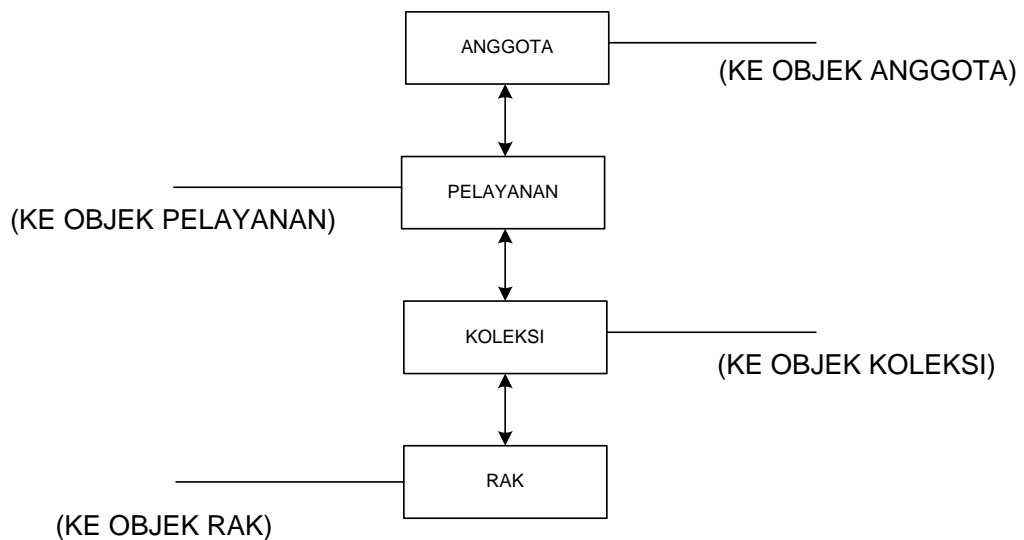 ANGGOTA
(KE OBJEK ANGGOTA)
PELAYANAN
(KE OBJEK PELAYANAN)
KOLEKSI
(KE OBJEK KOLEKSI)
RAK
(KE OBJEK RAK)